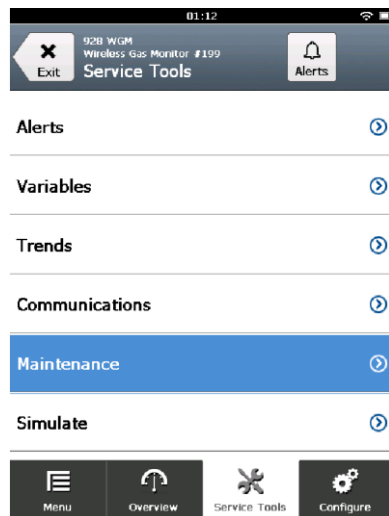 01:12
928 WGM
Wireless Gas Monitor #199
Service Tools
Exit
Alerts
Alerts
Variables
Trends
Communications
Maintenance
Simulate
Menu
Overview
Service Tools
Configure